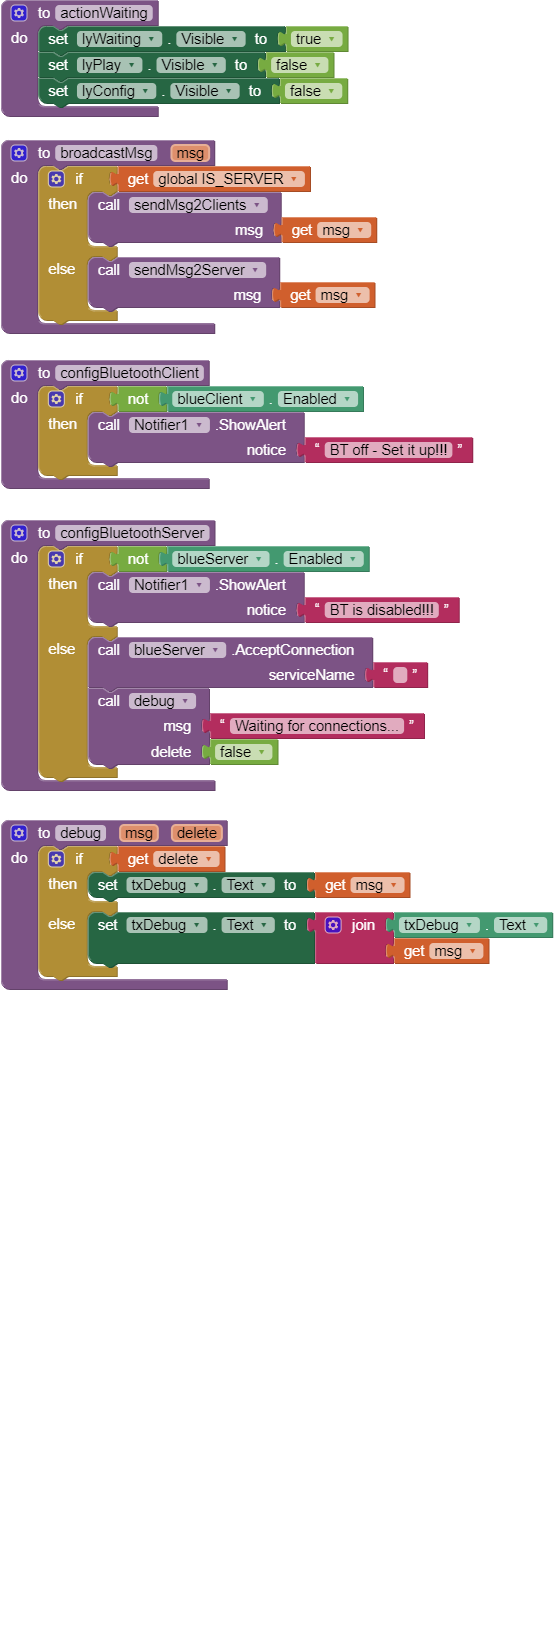 to actionWaiting
do set lyWaiting . Visible to true
set lyPlay . Visible to false
set lyConfig . Visible to false
to broadcastMsg msg
do if get global IS_SERVER
then call sendMsg2Clients
msg get msg
else call sendMsg2Server
msg get msg
to configBluetoothClient
do if not blueClient . Enabled
then call Notifier1 .ShowAlert
notice “ BT off - Set it up!!! ”
to configBluetoothServer
do if not blueServer . Enabled
then call Notifier1 .ShowAlert
notice “ BT is disabled!!! ”
else call blueServer .AcceptConnection
serviceName “ ”
call debug
msg “ Waiting for connections... ”
delete false
to debug msg delete
do if get delete
then set txDebug . Text to get msg
else set txDebug . Text to join txDebug . Text
get msg